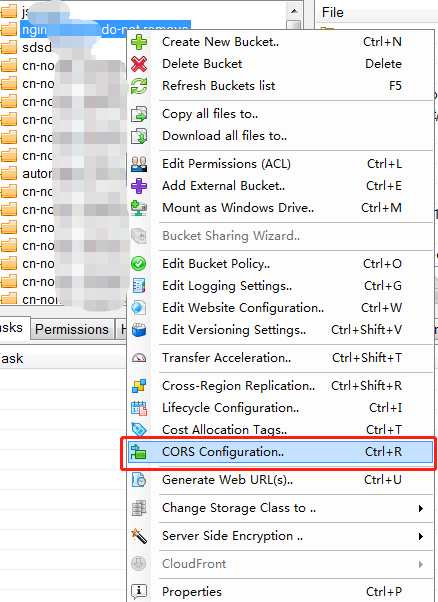 js
File
ngin do-not-remove
sdsd
cn-no
cn-no
cn-no
cn-no
cn-no
cn-no
autor
cn-no
cn-no
cn-no
cn-no
cn-nor
Create New Bucket.. Ctrl+N
Delete Bucket Delete
Refresh Buckets list F5
Copy all files to..
Download all files to..
Edit Permissions (ACL) Ctrl+L
Add External Bucket.. Ctrl+E
Mount as Windows Drive.. Ctrl+M
Bucket Sharing Wizard..
Edit Bucket Policy.. Ctrl+O
Edit Logging Settings.. Ctrl+G
Edit Website Configuration.. Ctrl+W
Edit Versioning Settings.. Ctrl+Shift+V
Transfer Acceleration.. Ctrl+Shift+T
Cross-Region Replication.. Ctrl+Shift+R
Lifecycle Configuration.. Ctrl+I
Cost Allocation Tags.. Ctrl+T
CORS Configuration.. Ctrl+R
Generate Web URL(s).. Ctrl+U
Change Storage Class to ..
Server Side Encryption ..
CloudFront
Properties Ctrl+P
asks Permissions H
ask